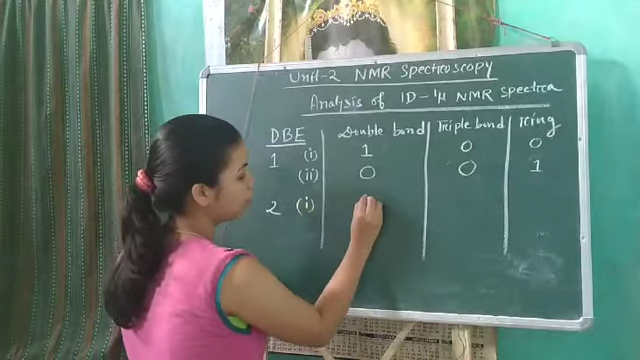 Unit-2 NMR Spectroscopy
Analysis of 1D-¹H NMR Spectra
DBE Double bond Triple bond Ring
1 (i) 1 0 0
(ii) 0 0 1
2 (i)